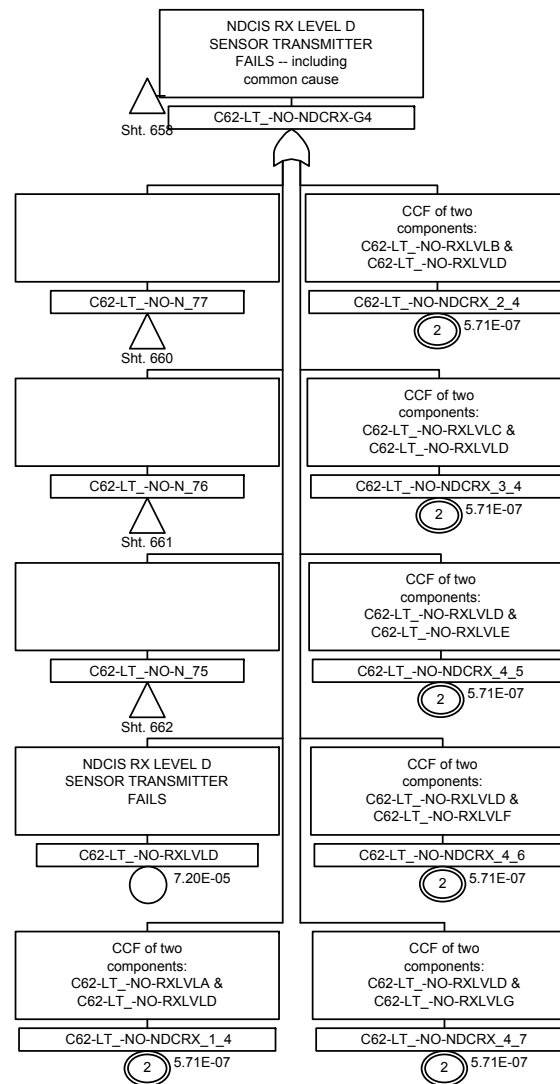 NDCIS RX LEVEL D
SENSOR TRANSMITTER
FAILS -- including
common cause
C62-LT_-NO-NDCRX-G4
Sht. 658
C62-LT_-NO-N_77
Sht. 660
CCF of two
components:
C62-LT_-NO-RXLVLB &
C62-LT_-NO-RXLVLD
C62-LT_-NO-NDCRX_2_4
2
5.71E-07
C62-LT_-NO-N_76
Sht. 661
CCF of two
components:
C62-LT_-NO-RXLVLC &
C62-LT_-NO-RXLVLD
C62-LT_-NO-NDCRX_3_4
2
5.71E-07
C62-LT_-NO-N_75
Sht. 662
CCF of two
components:
C62-LT_-NO-RXLVLD &
C62-LT_-NO-RXLVLE
C62-LT_-NO-NDCRX_4_5
2
5.71E-07
NDCIS RX LEVEL D
SENSOR TRANSMITTER
FAILS
C62-LT_-NO-RXLVLD
7.20E-05
CCF of two
components:
C62-LT_-NO-RXLVLD &
C62-LT_-NO-RXLVLF
C62-LT_-NO-NDCRX_4_6
2
5.71E-07
CCF of two
components:
C62-LT_-NO-RXLVLA &
C62-LT_-NO-RXLVLD
C62-LT_-NO-NDCRX_1_4
2
5.71E-07
CCF of two
components:
C62-LT_-NO-RXLVLD &
C62-LT_-NO-RXLVLG
C62-LT_-NO-NDCRX_4_7
2
5.71E-07